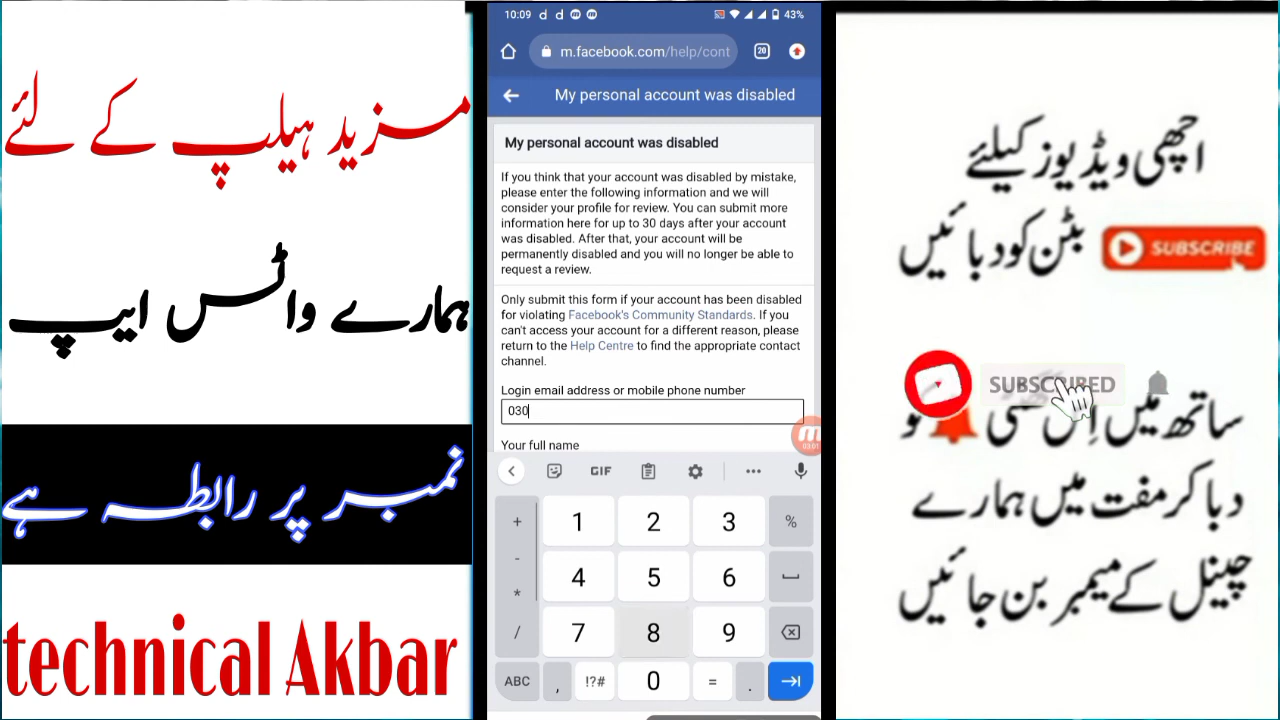 مزید ہیلپ کے لئے
ہمارے واٹس ایپ
نمبر پر رابطہ ہے
technical Akbar
10:09
43%
m.facebook.com/help/cont
20
My personal account was disabled
My personal account was disabled
If you think that your account was disabled by mistake,
please enter the following information and we will
consider your profile for review. You can submit more
information here for up to 30 days after your account
was disabled. After that, your account will be
permanently disabled and you will no longer be able to
request a review.
Only submit this form if your account has been disabled
for violating Facebook's Community Standards. If you
can't access your account for a different reason, please
return to the Help Centre to find the appropriate contact
channel.
Login email address or mobile phone number
030
03:01
Your full name
GIF
+ 1 2 3 %
- 4 5 6
*
/ 7 8 9
ABC , !?# 0 = .
اچھی ویڈیوز کیلئے
بٹن کو دبائیں SUBSCRIBE
SUBSCRIBED
ساتھ میں اِس کو
دبا کر مفت میں ہمارے
چینل کے میمبر بن جائیں